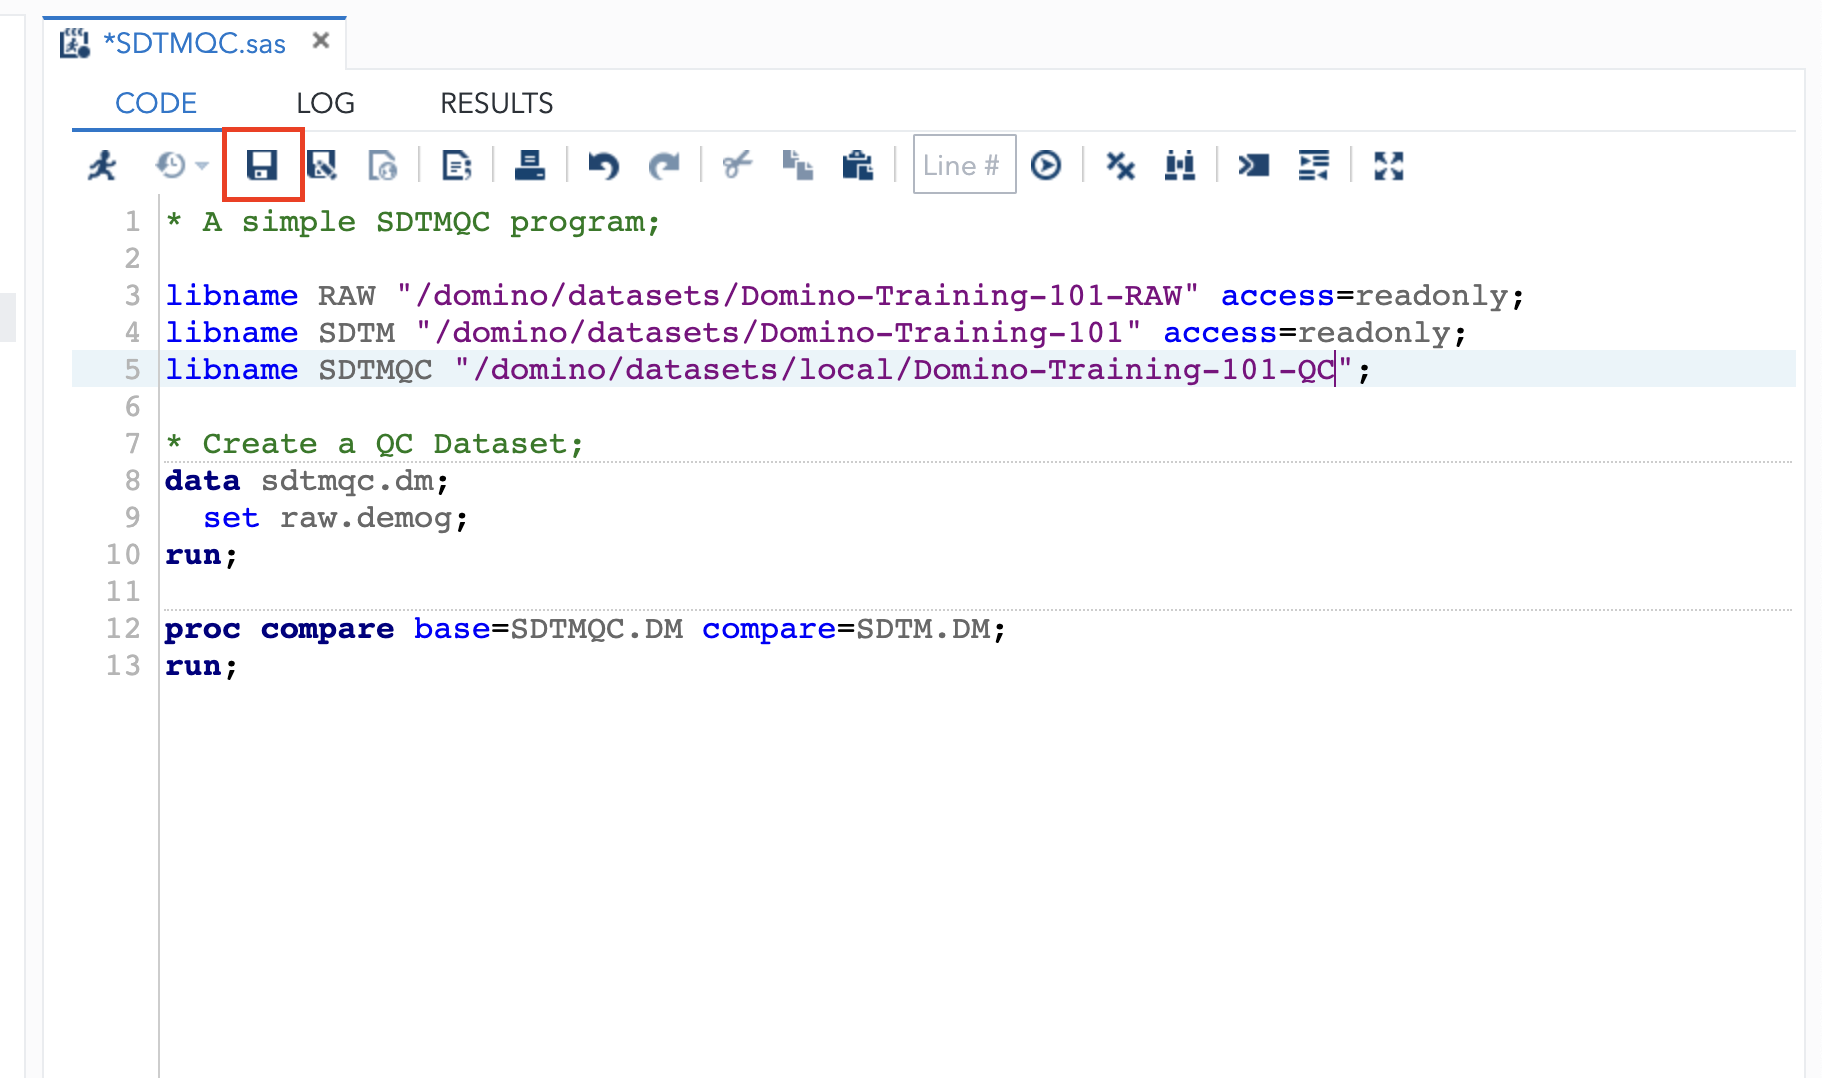 *SDTMQC.sas
CODE LOG RESULTS
Line #
1 * A simple SDTMQC program;
2
3 libname RAW "/domino/datasets/Domino-Training-101-RAW" access=readonly;
4 libname SDTM "/domino/datasets/Domino-Training-101" access=readonly;
5 libname SDTMQC "/domino/datasets/local/Domino-Training-101-QC";
6
7 * Create a QC Dataset;
8 data sdtmqc.dm;
9 set raw.demog;
10 run;
11
12 proc compare base=SDTMQC.DM compare=SDTM.DM;
13 run;